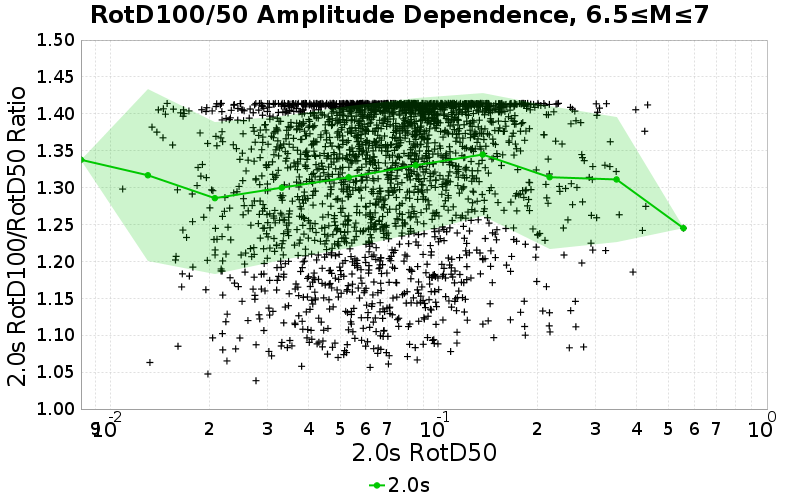 RotD100/50 Amplitude Dependence, 6.5≤M≤7
2.0s RotD100/RotD50 Ratio
1.50
1.45
1.40
1.35
1.30
1.25
1.20
1.15
1.10
1.05
1.00
9 10-2 2 3 4 5 6 7 10-1 2 3 4 5 6 7 100
2.0s RotD50
2.0s